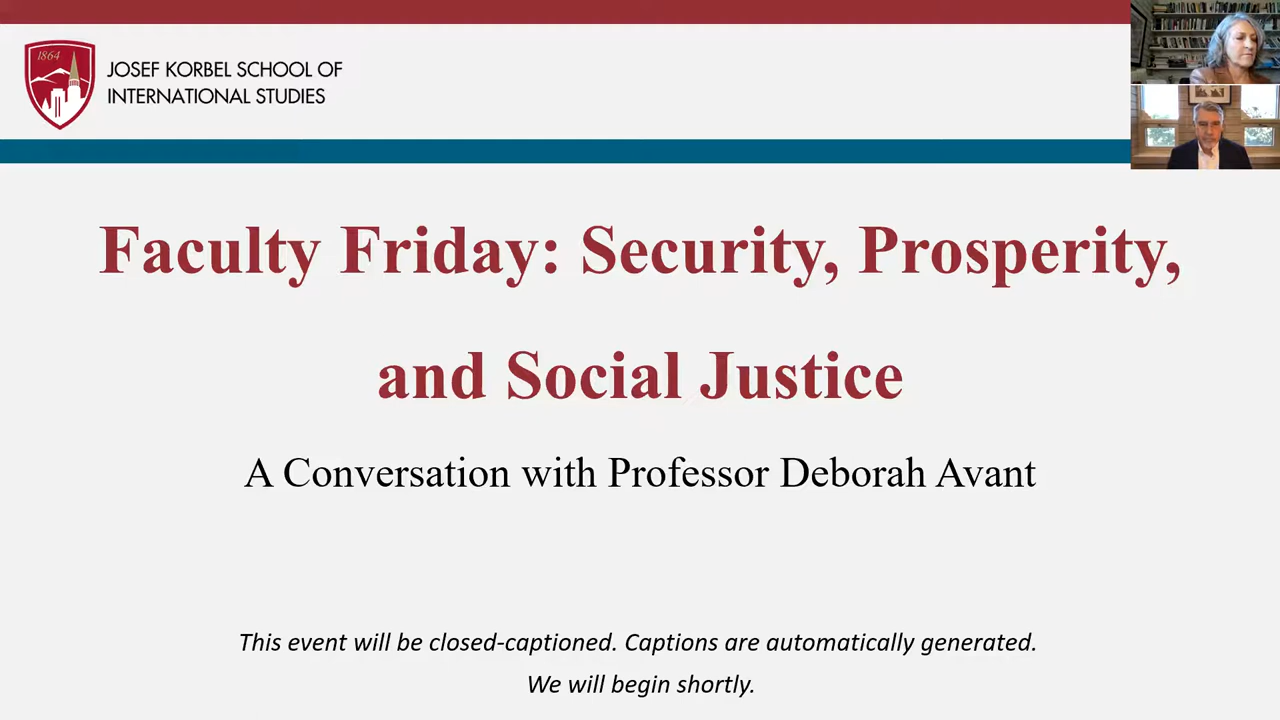 1864
JOSEF KORBEL SCHOOL OF
INTERNATIONAL STUDIES
Faculty Friday: Security, Prosperity,
and Social Justice
A Conversation with Professor Deborah Avant
This event will be closed-captioned. Captions are automatically generated.
We will begin shortly.